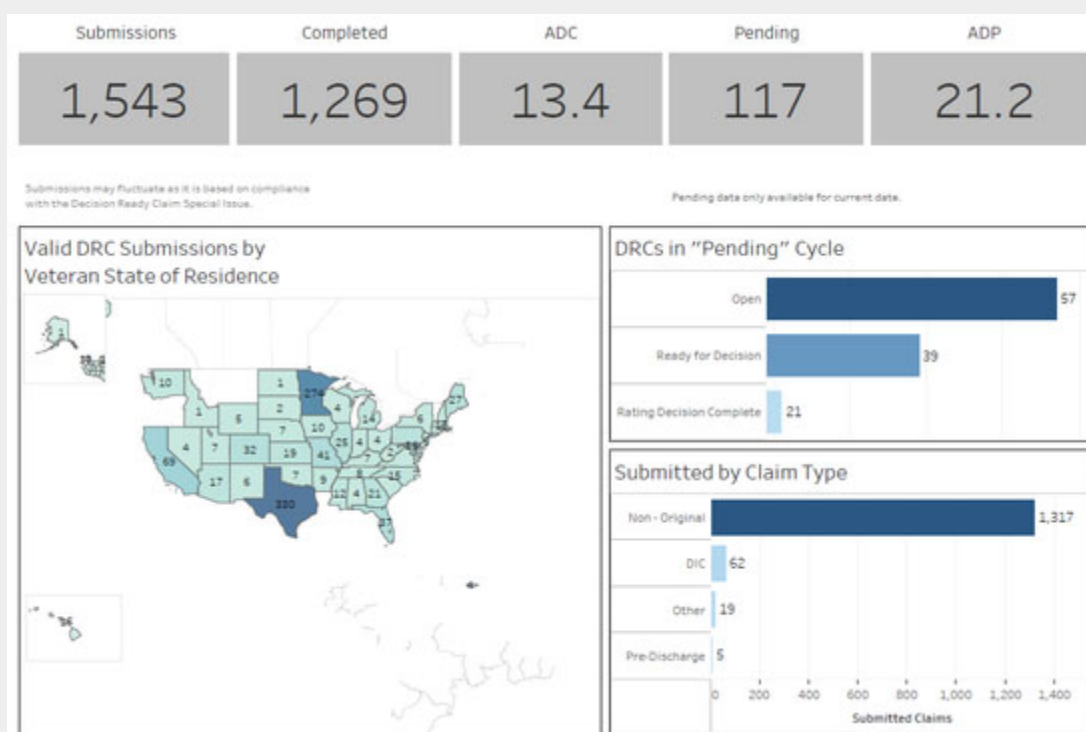 Submissions
Completed
ADC
Pending
ADP
1,543
1,269
13.4
117
21.2
Submissions may fluctuate as it is based on compliance
with the Decision Ready Claim Special Issue.
Pending data only available for current date.
Valid DRC Submissions by
Veteran State of Residence
1
10
1
274
27
1
5
2
4
14
6
7
10
4
7
32
19
41
25
4
4
2
69
17
6
7
9
7
8
15
330
12
4
21
DRCs in "Pending" Cycle
Open
57
Ready for Decision
39
Rating Decision Complete
21
Submitted by Claim Type
Non - Original
1,317
DIC
62
Other
19
Pre-Discharge
5
0
200
400
600
800
1,000
1,200
1,400
Submitted Claims